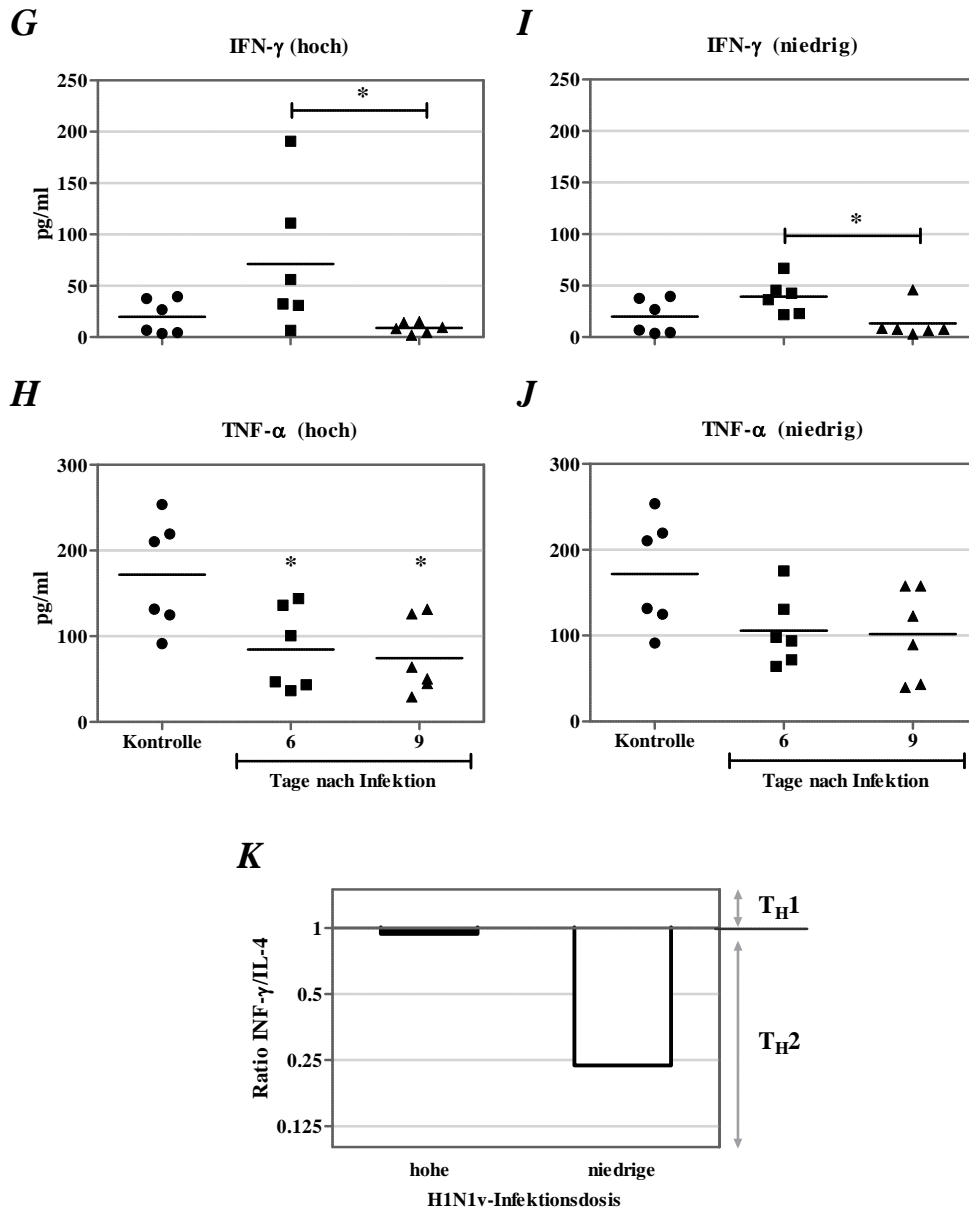 G
IFN-γ (hoch)
*
250
200
150
100
50
0
pg/ml
I
IFN-γ (niedrig)
*
250
200
150
100
50
0
H
TNF-α (hoch)
* *
300
200
100
0
pg/ml
Kontrolle 6 9
Tage nach Infektion
J
TNF-α (niedrig)
300
200
100
0
Kontrolle 6 9
Tage nach Infektion
K
1
0.5
0.25
0.125
Ratio INF-γ/IL-4
TH1
TH2
hohe niedrige
H1N1v-Infektionsdosis